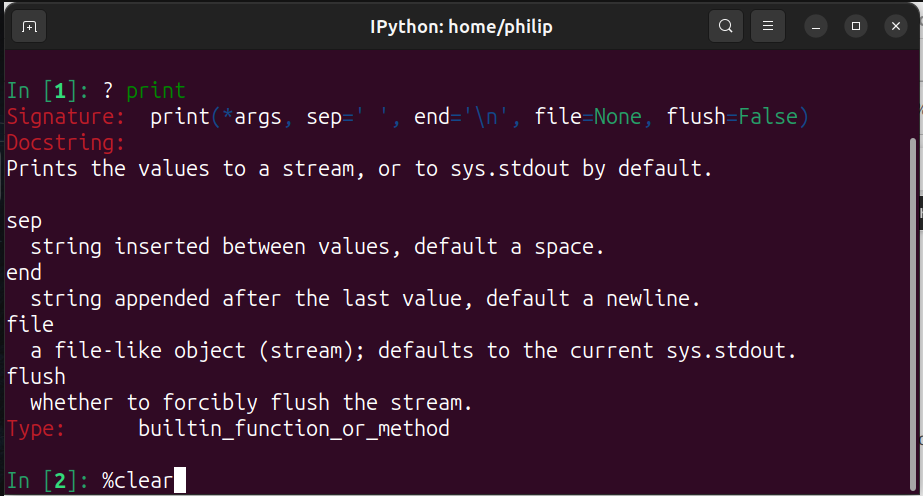 IPython: home/philip
In [1]: ? print
Signature:  print(*args, sep=' ', end='\n', file=None, flush=False)
Docstring:
Prints the values to a stream, or to sys.stdout by default.

sep
  string inserted between values, default a space.
end
  string appended after the last value, default a newline.
file
  a file-like object (stream); defaults to the current sys.stdout.
flush
  whether to forcibly flush the stream.
Type:      builtin_function_or_method

In [2]: %clear